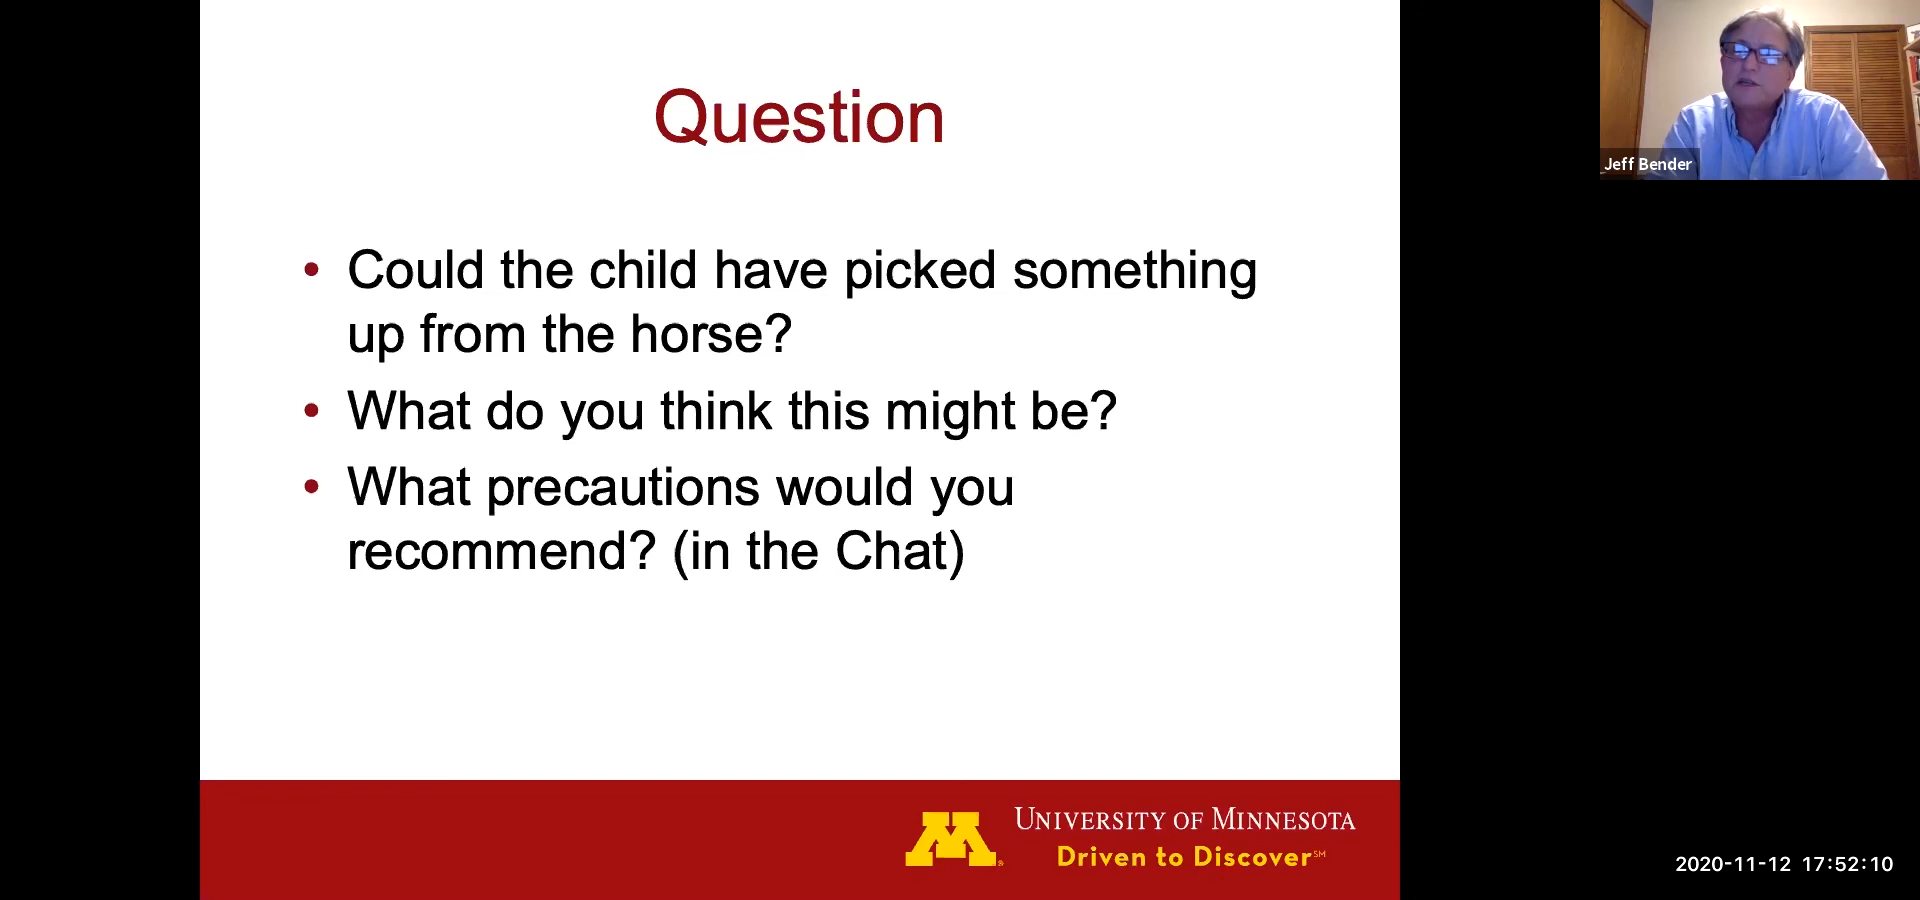 Question
• Could the child have picked something
up from the horse?
• What do you think this might be?
• What precautions would you
recommend? (in the Chat)
Jeff Bender
M®
UNIVERSITY OF MINNESOTA
Driven to Discover℠
2020-11-12 17:52:10